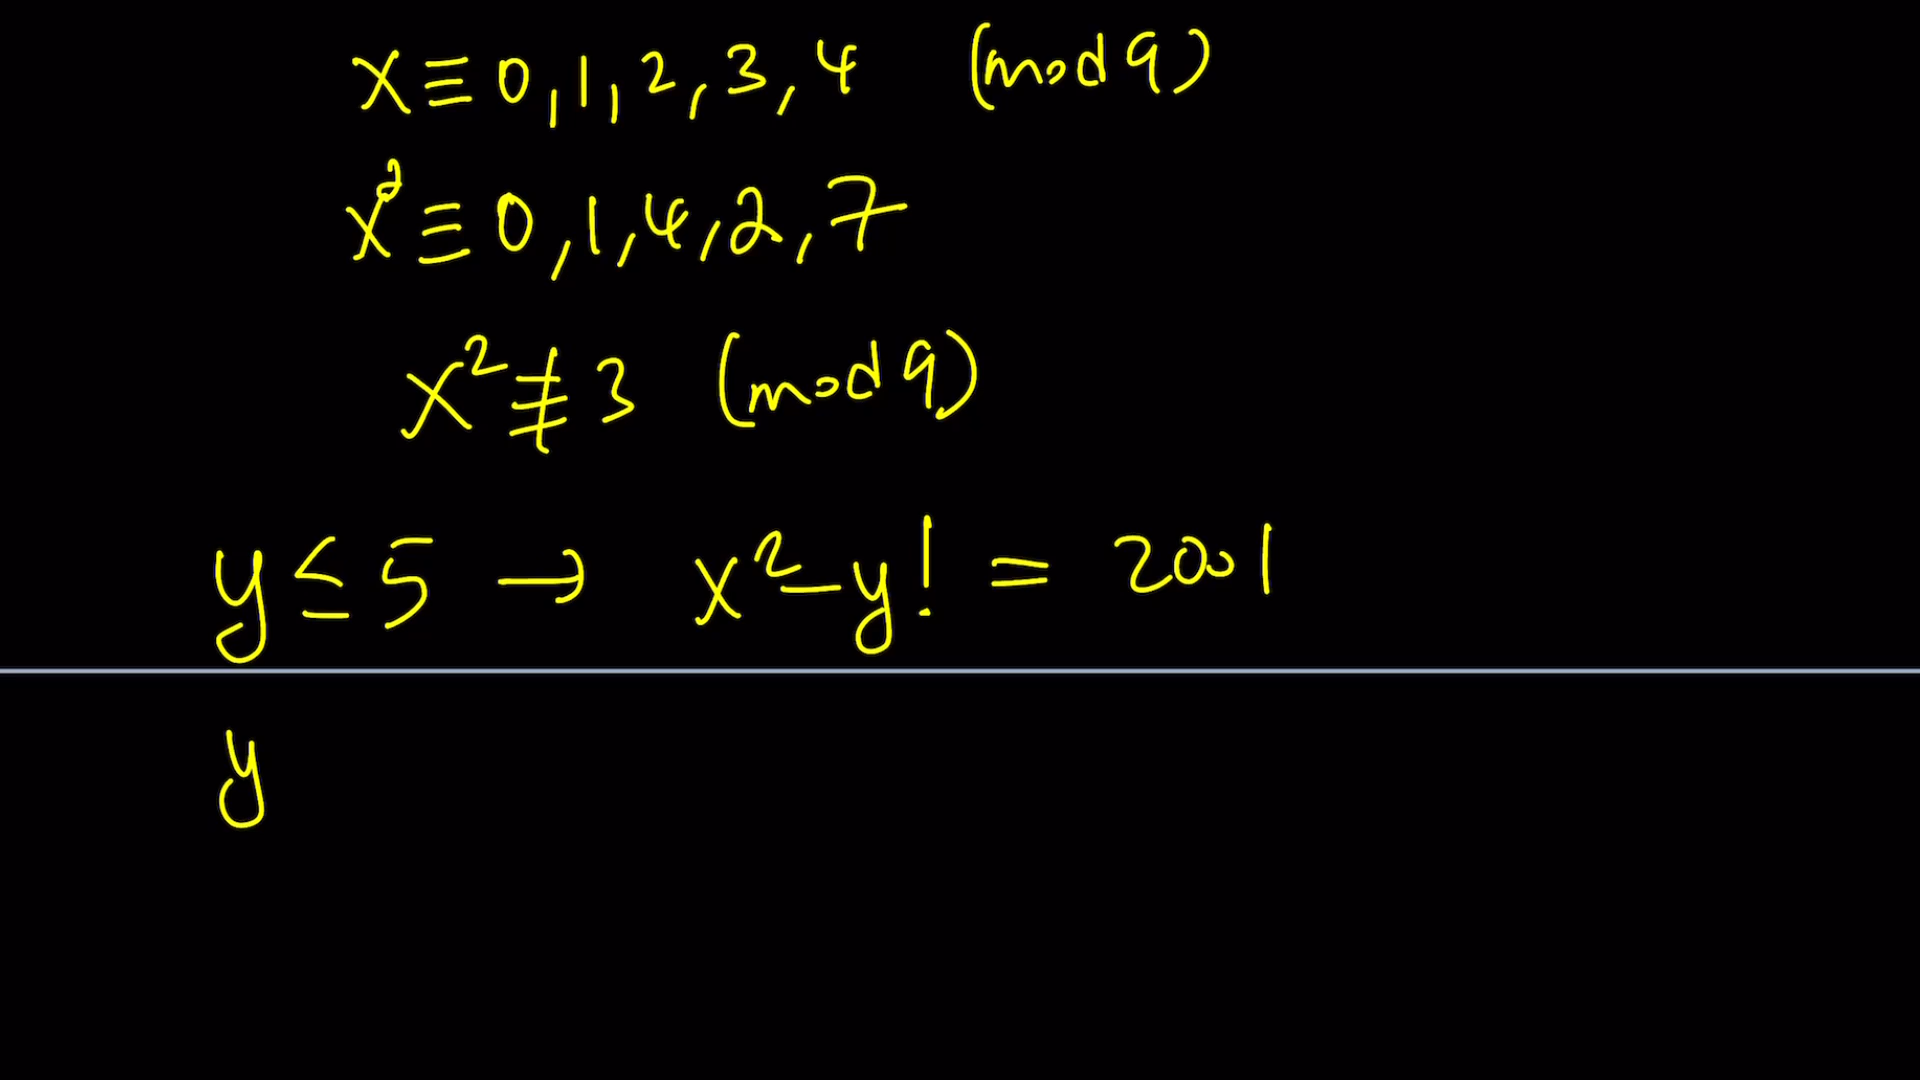 x ≡ 0, 1, 2, 3, 4 (mod 9)
x² ≡ 0, 1, 4, 2, 7
x² ≢ 3 (mod 9)
y ≤ 5 → x² - y! = 2001
y